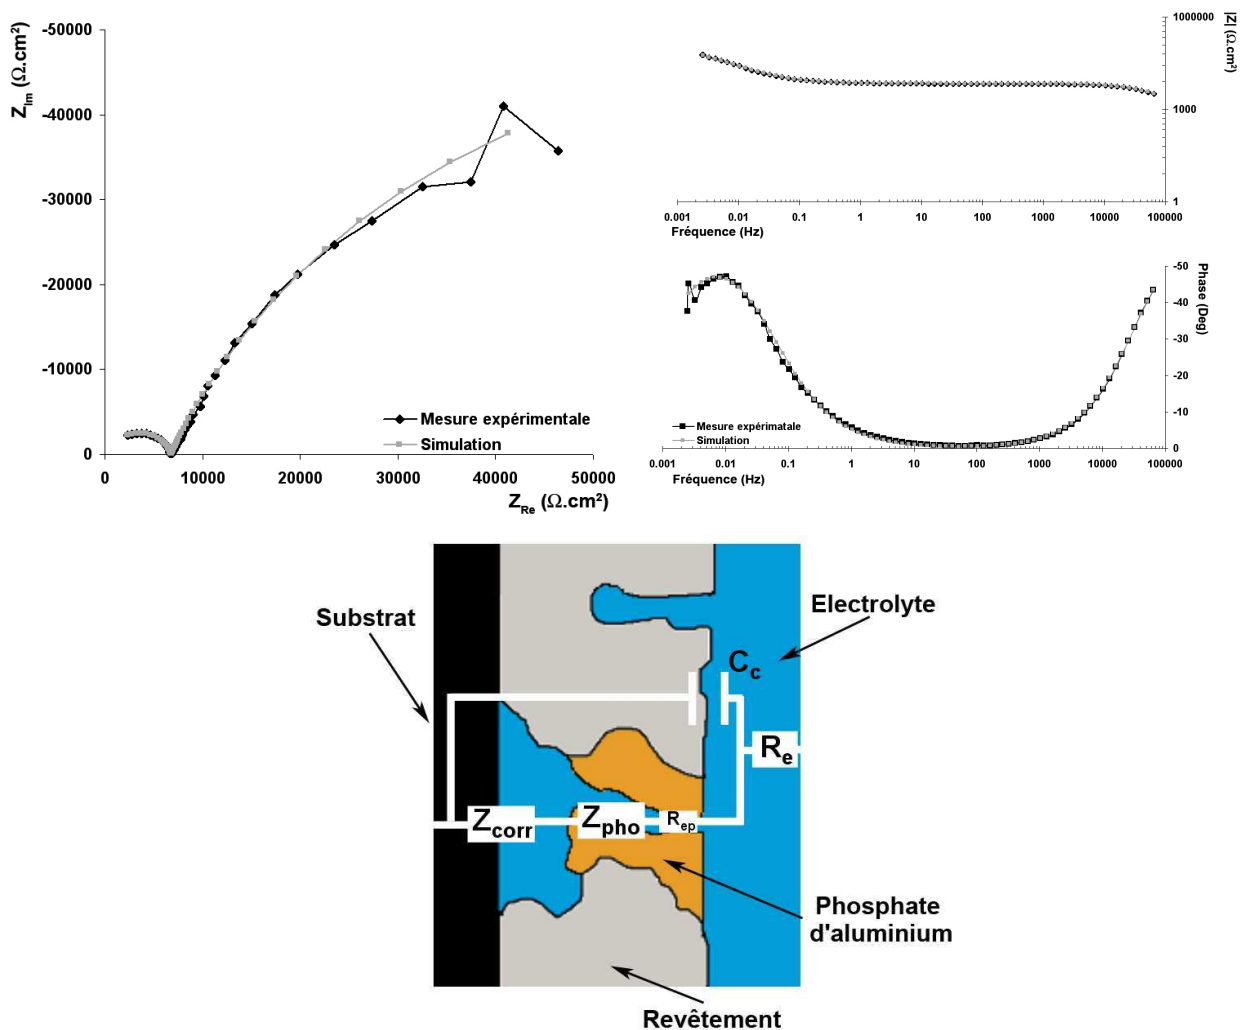 Z_Im (Ω.cm²)
-50000
-40000
-30000
-20000
-10000
0
0 10000 20000 30000 40000 50000
Z_Re (Ω.cm²)
Mesure expérimentale
Simulation
1000000
1000
1
|Z| (Ω.cm²)
0.001 0.01 0.1 1 10 100 1000 10000 100000
Fréquence (Hz)
-50
-40
-30
-20
-10
0
Phase (Deg)
Mesure expérimatale
Simulation
0.001 0.01 0.1 1 10 100 1000 10000 100000
Fréquence (Hz)
Substrat
Electrolyte
C_c
R_e
Z_corr
Z_pho
R_ep
Phosphate
d'aluminium
Revêtement